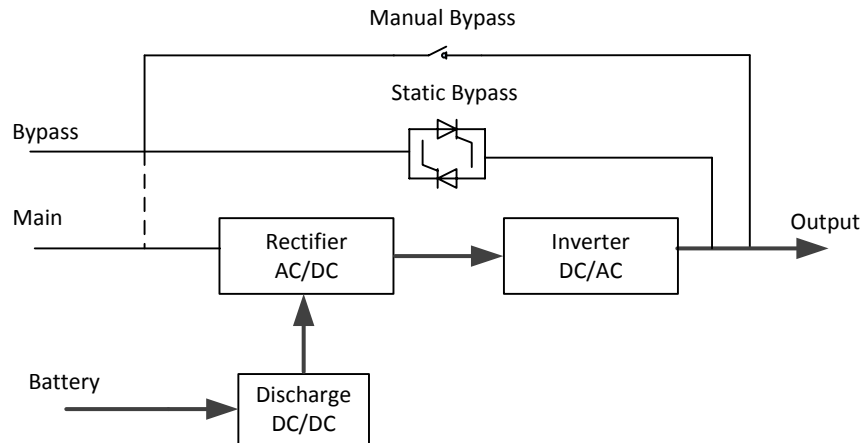 Manual Bypass
Static Bypass
Bypass
Main
Rectifier
AC/DC
Inverter
DC/AC
Output
Battery
Discharge
DC/DC